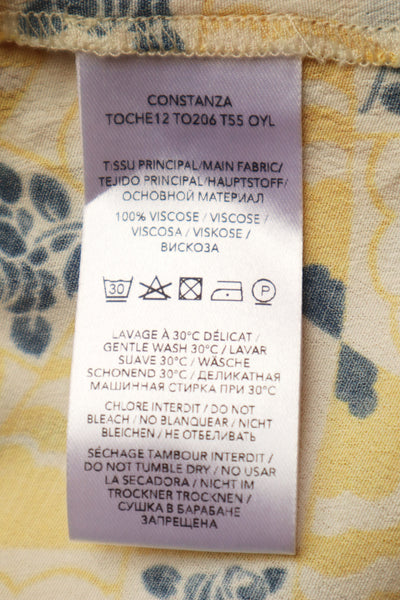 CONSTANZA
TOCHE12 TO206 T55 OYL
TISSU PRINCIPAL/MAIN FABRIC/
TEJIDO PRINCIPAL/HAUPTSTOFF/
ОСНОВНОЙ МАТЕРИАЛ
100% VISCOSE / VISCOSE /
VISCOSA / VISKOSE /
ВИСКОЗА
30 P
LAVAGE À 30°C DÉLICAT /
GENTLE WASH 30°C / LAVAR
SUAVE 30°C / WÄSCHE
SCHONEND 30°C / ДЕЛИКАТНАЯ
МАШИННАЯ СТИРКА ПРИ 30°C
CHLORE INTERDIT / DO NOT
BLEACH / NO BLANQUEAR / NICHT
BLEICHEN / НЕ ОТБЕЛИВАТЬ
SÉCHAGE TAMBOUR INTERDIT /
DO NOT TUMBLE DRY / NO USAR
LA SECADORA / NICHT IM
TROCKNER TROCKNEN /
СУШКА В БАРАБАНЕ
ЗАПРЕЩЕНА